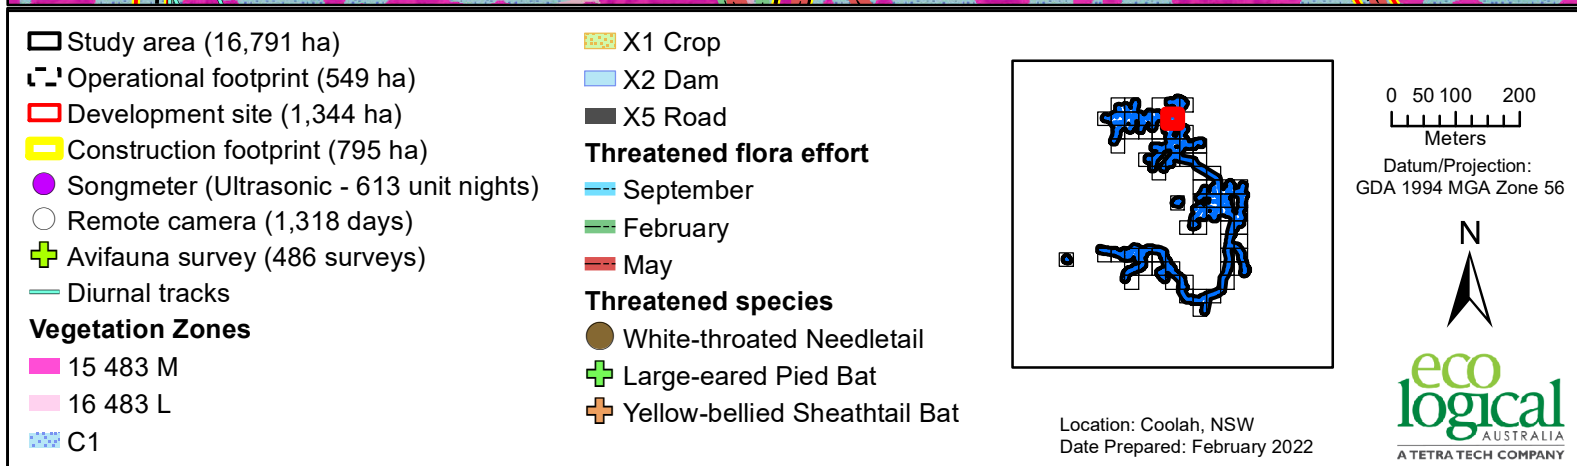 Study area (16,791 ha)
Operational footprint (549 ha)
Development site (1,344 ha)
Construction footprint (795 ha)
Songmeter (Ultrasonic - 613 unit nights)
Remote camera (1,318 days)
Avifauna survey (486 surveys)
Diurnal tracks
Vegetation Zones
15 483 M
16 483 L
C1
X1 Crop
X2 Dam
X5 Road
Threatened flora effort
September
February
May
Threatened species
White-throated Needletail
Large-eared Pied Bat
Yellow-bellied Sheathtail Bat
Location: Coolah, NSW
Date Prepared: February 2022
0 50 100 200
Meters
Datum/Projection:
GDA 1994 MGA Zone 56
N
eco
logical
AUSTRALIA
A TETRA TECH COMPANY